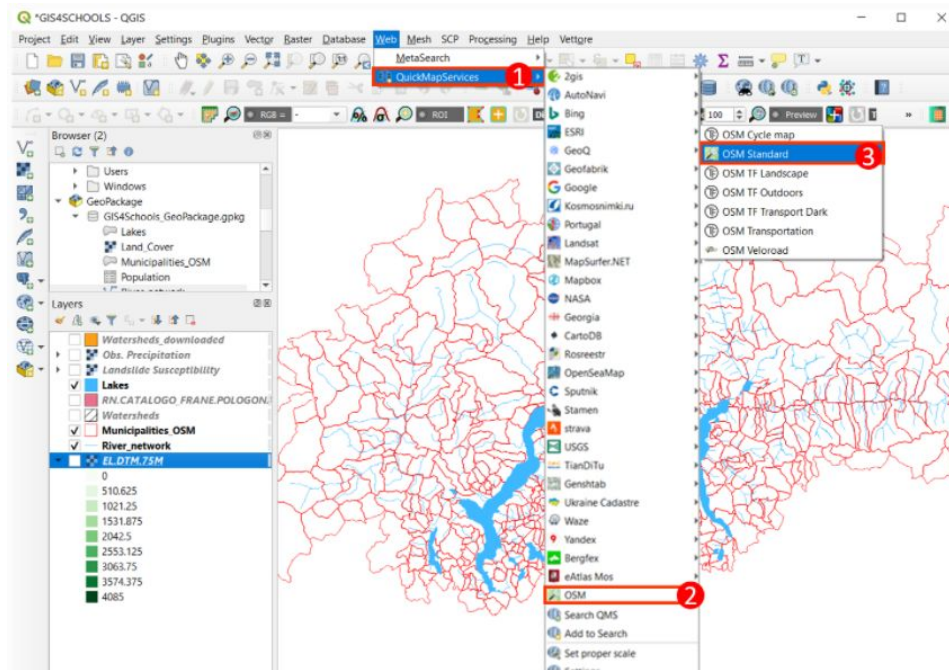 *GIS4SCHOOLS - QGIS
Project Edit View Layer Settings Plugins Vector Raster Database Web Mesh SCP Processing Help Vettore
MetaSearch
QuickMapServices
1
RGB = -
ROI
100
Preview
Browser (2)
Users
Windows
GeoPackage
GIS4Schools_GeoPackage.gpkg
Lakes
Land_Cover
Municipalities_OSM
Population
River_network
Layers
Watersheds_downloaded
Obs. Precipitation
Landslide Susceptibility
Lakes
RN.CATALOGO_FRANE.POLOGON.
Watersheds
Municipalities_OSM
River_network
EL.DTM.75M
0
510.625
1021.25
1531.875
2042.5
2553.125
3063.75
3574.375
4085
2gis
AutoNavi
Bing
ESRI
GeoQ
Geofabrik
Google
Kosmosnimki.ru
Portugal
Landsat
MapSurfer.NET
Mapbox
NASA
Georgia
CartoDB
Rosreestr
OpenSeaMap
Sputnik
Stamen
strava
USGS
TianDiTu
Genshtab
Ukraine Cadastre
Waze
Yandex
Bergfex
eAtlas Mos
OSM
2
Search QMS
Add to Search
Set proper scale
Settings
OSM Cycle map
OSM Standard
3
OSM TF Landscape
OSM TF Outdoors
OSM TF Transport Dark
OSM Transportation
OSM Veloroad